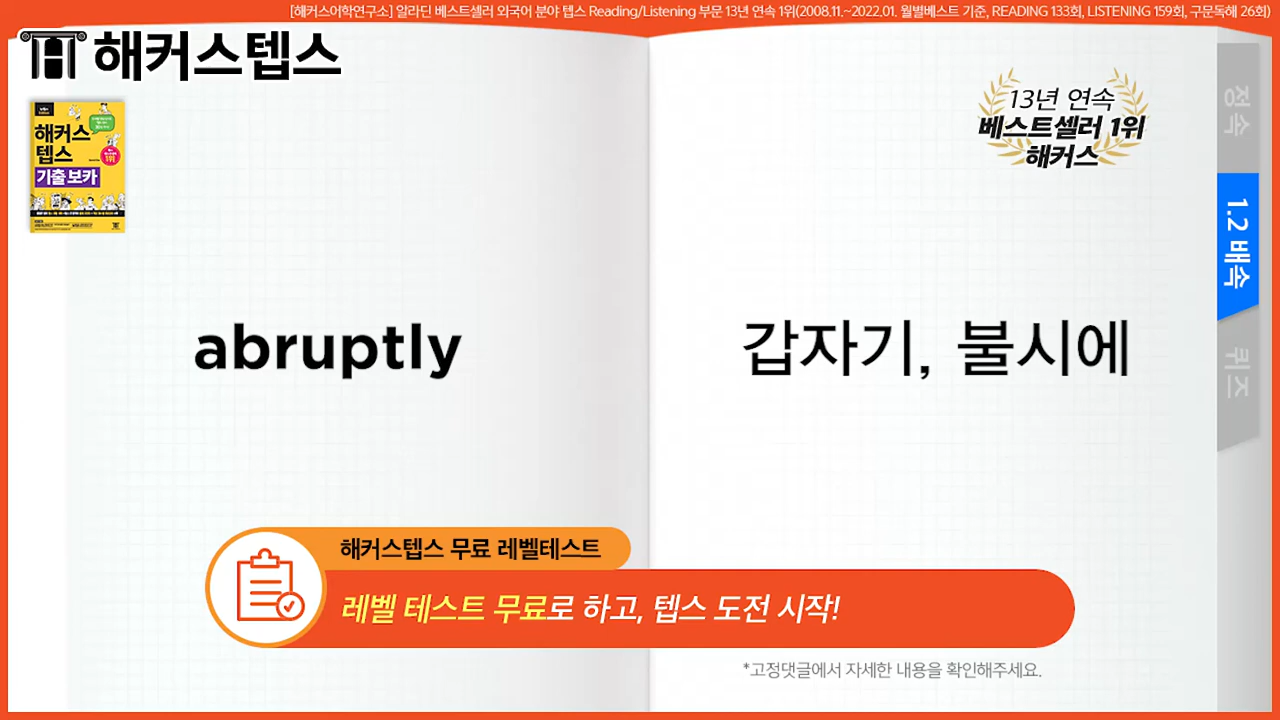 [해커스어학연구소] 알라딘 베스트셀러 외국어 분야 텝스 Reading/Listening 부문 13년 연속 1위(2008.11.~2022.01. 월별베스트 기준, READING 133회, LISTENING 159회, 구문독해 26회)
해커스텝스
해커스
텝스
기출 보카
13년 연속
베스트셀러 1위
해커스
정속
1.2 배속
퀴즈
abruptly
갑자기, 불시에
해커스텝스 무료 레벨테스트
레벨 테스트 무료로 하고, 텝스 도전 시작!
*고정댓글에서 자세한 내용을 확인해주세요.